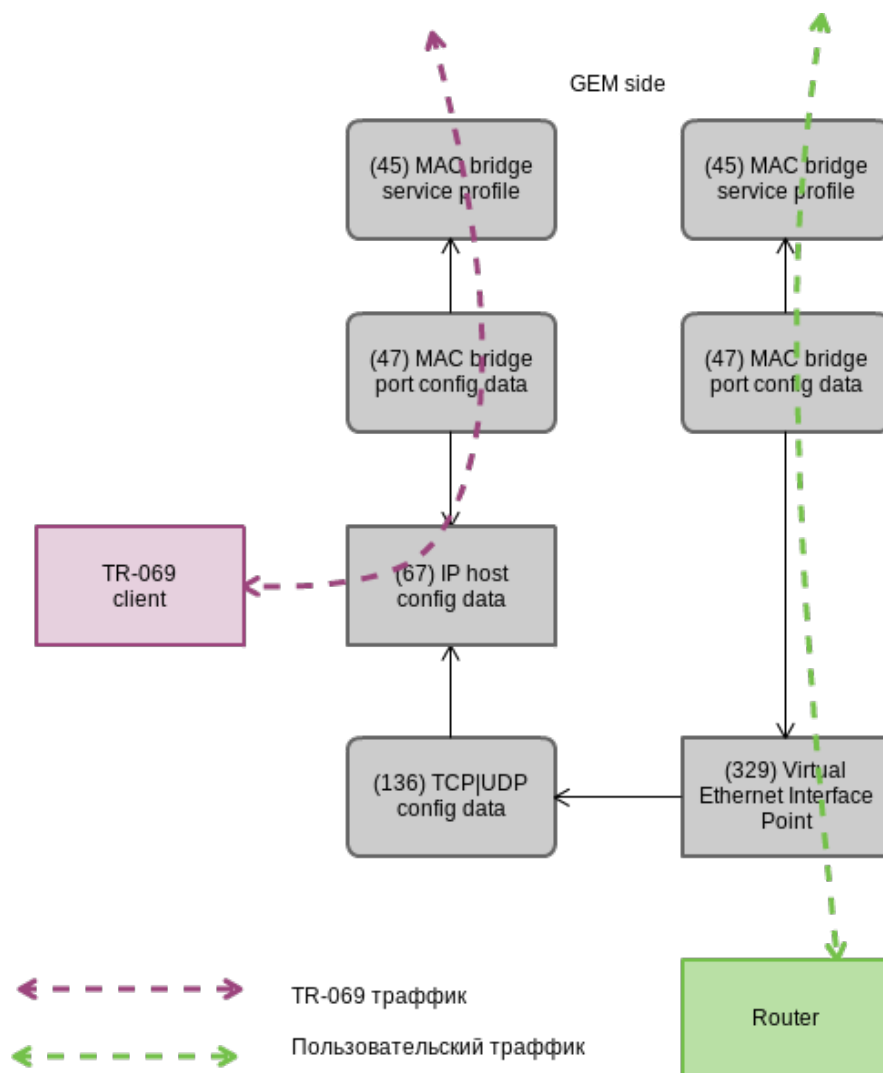 GEM side
(45) MAC bridge
service profile
(45) MAC bridge
service profile
(47) MAC bridge
port config data
(47) MAC bridge
port config data
TR-069
client
(67) IP host
config data
(136) TCP|UDP
config data
(329) Virtual
Ethernet Interface
Point
TR-069 траффик
Пользовательский траффик
Router